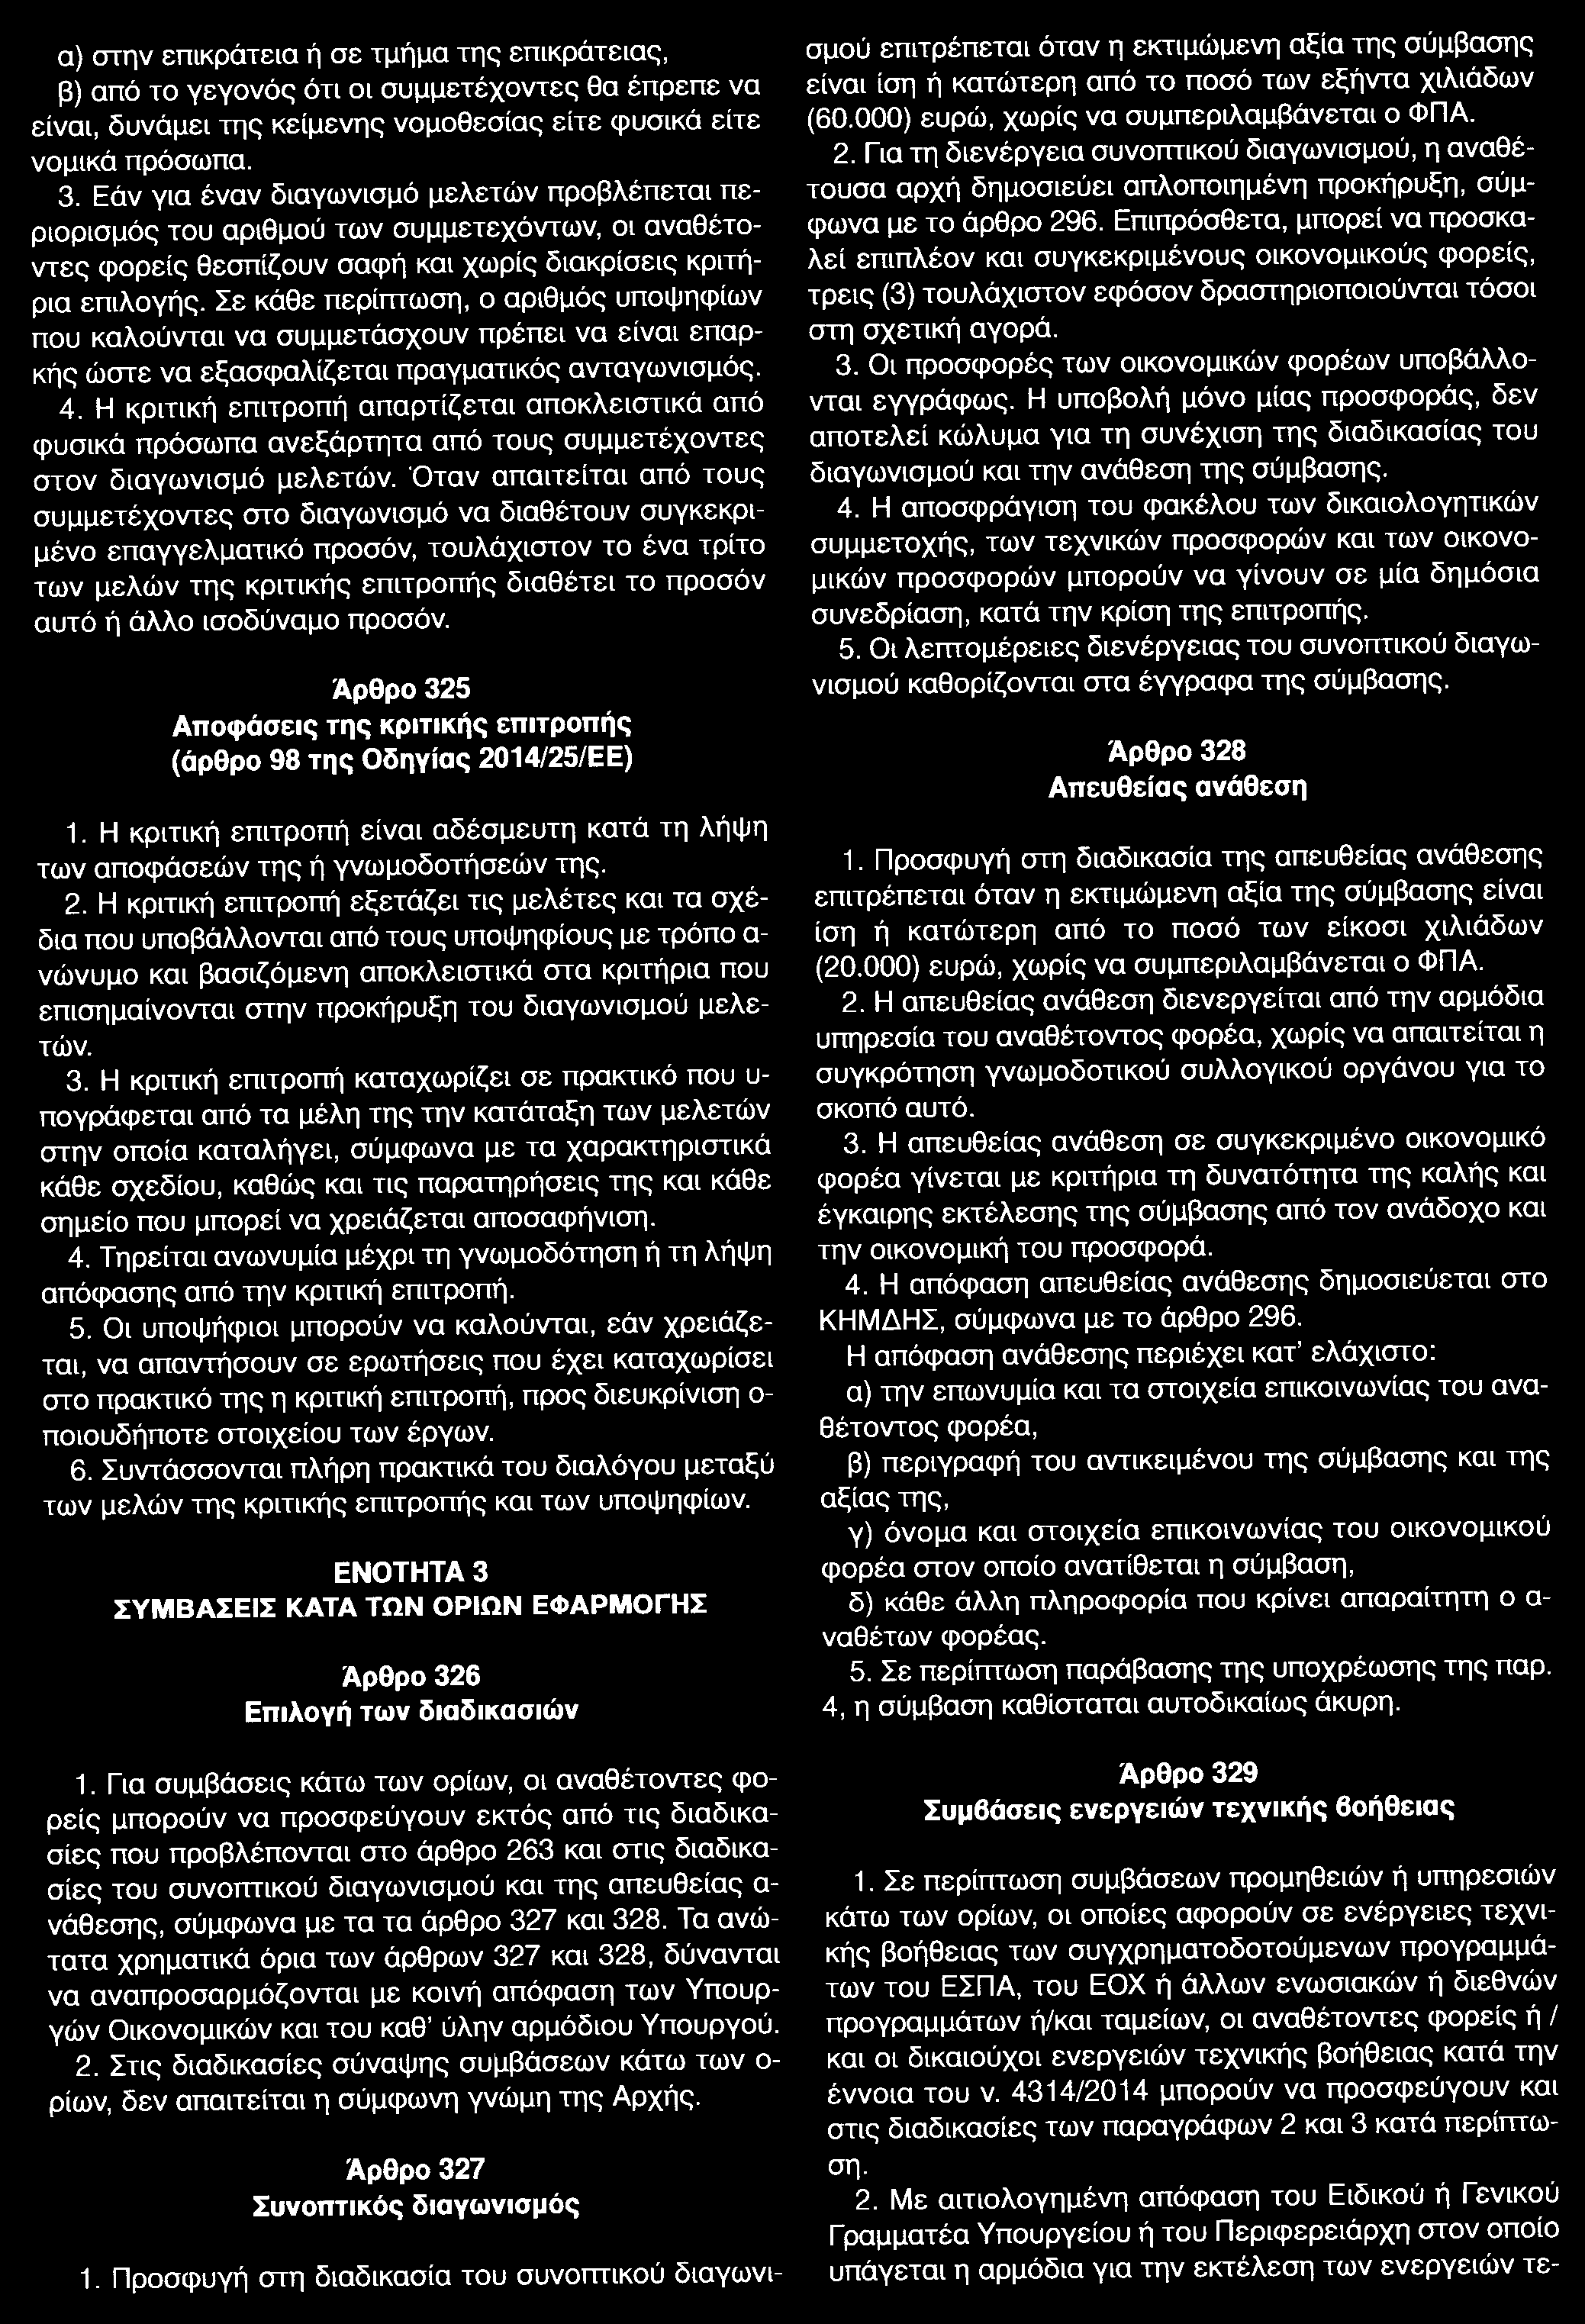 α) στην επικράτεια ή σε τμήμα της επικράτειας,
β) από το γεγονός ότι οι συμμετέχοντες θα έπρεπε να
είναι, δυνάμει της κείμενης νομοθεσίας είτε φυσικά είτε
νομικά πρόσωπα.
3. Εάν για έναν διαγωνισμό μελετών προβλέπεται πε-
ριορισμός του αριθμού των συμμετεχόντων, οι αναθέτο-
ντες φορείς θεσπίζουν σαφή και χωρίς διακρίσεις κριτή-
ρια επιλογής. Σε κάθε περίπτωση, ο αριθμός υποψηφίων
που καλούνται να συμμετάσχουν πρέπει να είναι επαρ-
κής ώστε να εξασφαλίζεται πραγματικός ανταγωνισμός.
4. Η κριτική επιτροπή απαρτίζεται αποκλειστικά από
φυσικά πρόσωπα ανεξάρτητα από τους συμμετέχοντες
στον διαγωνισμό μελετών. Όταν απαιτείται από τους
συμμετέχοντες στο διαγωνισμό να διαθέτουν συγκεκρι-
μένο επαγγελματικό προσόν, τουλάχιστον το ένα τρίτο
των μελών της κριτικής επιτροπής διαθέτει το προσόν
αυτό ή άλλο ισοδύναμο προσόν.
Άρθρο 325
Αποφάσεις της κριτικής επιτροπής
(άρθρο 98 της Οδηγίας 2014/25/ΕΕ)
1. Η κριτική επιτροπή είναι αδέσμευτη κατά τη λήψη
των αποφάσεών της ή γνωμοδοτήσεών της.
2. Η κριτική επιτροπή εξετάζει τις μελέτες και τα σχέ-
δια που υποβάλλονται από τους υποψηφίους με τρόπο α-
νώνυμο και βασιζόμενη αποκλειστικά στα κριτήρια που
επισημαίνονται στην προκήρυξη του διαγωνισμού μελε-
τών.
3. Η κριτική επιτροπή καταχωρίζει σε πρακτικό που υ-
πογράφεται από τα μέλη της την κατάταξη των μελετών
στην οποία καταλήγει, σύμφωνα με τα χαρακτηριστικά
κάθε σχεδίου, καθώς και τις παρατηρήσεις της και κάθε
σημείο που μπορεί να χρειάζεται αποσαφήνιση.
4. Τηρείται ανωνυμία μέχρι τη γνωμοδότηση ή τη λήψη
απόφασης από την κριτική επιτροπή.
5. Οι υποψήφιοι μπορούν να καλούνται, εάν χρειάζε-
ται, να απαντήσουν σε ερωτήσεις που έχει καταχωρίσει
στο πρακτικό της η κριτική επιτροπή, προς διευκρίνιση ο-
ποιουδήποτε στοιχείου των έργων.
6. Συντάσσονται πλήρη πρακτικά του διαλόγου μεταξύ
των μελών της κριτικής επιτροπής και των υποψηφίων.
ΕΝΟΤΗΤΑ 3
ΣΥΜΒΑΣΕΙΣ ΚΑΤΑ ΤΩΝ ΟΡΙΩΝ ΕΦΑΡΜΟΓΗΣ
Άρθρο 326
Επιλογή των διαδικασιών
1. Για συμβάσεις κάτω των ορίων, οι αναθέτοντες φο-
ρείς μπορούν να προσφεύγουν εκτός από τις διαδικα-
σίες που προβλέπονται στο άρθρο 263 και στις διαδικα-
σίες του συνοπτικού διαγωνισμού και της απευθείας α-
νάθεσης, σύμφωνα με τα τα άρθρο 327 και 328. Τα ανώ-
τατα χρηματικά όρια των άρθρων 327 και 328, δύνανται
να αναπροσαρμόζονται με κοινή απόφαση των Υπουρ-
γών Οικονομικών και του καθ’ ύλην αρμόδιου Υπουργού.
2. Στις διαδικασίες σύναψης συμβάσεων κάτω των ο-
ρίων, δεν απαιτείται η σύμφωνη γνώμη της Αρχής.
Άρθρο 327
Συνοπτικός διαγωνισμός
1. Προσφυγή στη διαδικασία του συνοπτικού διαγωνι-
σμού επιτρέπεται όταν η εκτιμώμενη αξία της σύμβασης
είναι ίση ή κατώτερη από το ποσό των εξήντα χιλιάδων
(60.000) ευρώ, χωρίς να συμπεριλαμβάνεται ο ΦΠΑ.
2. Για τη διενέργεια συνοπτικού διαγωνισμού, η αναθέ-
τουσα αρχή δημοσιεύει απλοποιημένη προκήρυξη, σύμ-
φωνα με το άρθρο 296. Επιπρόσθετα, μπορεί να προσκα-
λεί επιπλέον και συγκεκριμένους οικονομικούς φορείς,
τρεις (3) τουλάχιστον εφόσον δραστηριοποιούνται τόσοι
στη σχετική αγορά.
3. Οι προσφορές των οικονομικών φορέων υποβάλλο-
νται εγγράφως. Η υποβολή μόνο μίας προσφοράς, δεν
αποτελεί κώλυμα για τη συνέχιση της διαδικασίας του
διαγωνισμού και την ανάθεση της σύμβασης.
4. Η αποσφράγιση του φακέλου των δικαιολογητικών
συμμετοχής, των τεχνικών προσφορών και των οικονο-
μικών προσφορών μπορούν να γίνουν σε μία δημόσια
συνεδρίαση, κατά την κρίση της επιτροπής.
5. Οι λεπτομέρειες διενέργειας του συνοπτικού διαγω-
νισμού καθορίζονται στα έγγραφα της σύμβασης.
Άρθρο 328
Απευθείας ανάθεση
1. Προσφυγή στη διαδικασία της απευθείας ανάθεσης
επιτρέπεται όταν η εκτιμώμενη αξία της σύμβασης είναι
ίση ή κατώτερη από το ποσό των είκοσι χιλιάδων
(20.000) ευρώ, χωρίς να συμπεριλαμβάνεται ο ΦΠΑ.
2. Η απευθείας ανάθεση διενεργείται από την αρμόδια
υπηρεσία του αναθέτοντος φορέα, χωρίς να απαιτείται η
συγκρότηση γνωμοδοτικού συλλογικού οργάνου για το
σκοπό αυτό.
3. Η απευθείας ανάθεση σε συγκεκριμένο οικονομικό
φορέα γίνεται με κριτήρια τη δυνατότητα της καλής και
έγκαιρης εκτέλεσης της σύμβασης από τον ανάδοχο και
την οικονομική του προσφορά.
4. Η απόφαση απευθείας ανάθεσης δημοσιεύεται στο
ΚΗΜΔΗΣ, σύμφωνα με το άρθρο 296.
Η απόφαση ανάθεσης περιέχει κατ’ ελάχιστο:
α) την επωνυμία και τα στοιχεία επικοινωνίας του ανα-
θέτοντος φορέα,
β) περιγραφή του αντικειμένου της σύμβασης και της
αξίας της,
γ) όνομα και στοιχεία επικοινωνίας του οικονομικού
φορέα στον οποίο ανατίθεται η σύμβαση,
δ) κάθε άλλη πληροφορία που κρίνει απαραίτητη ο α-
ναθέτων φορέας.
5. Σε περίπτωση παράβασης της υποχρέωσης της παρ.
4, η σύμβαση καθίσταται αυτοδικαίως άκυρη.
Άρθρο 329
Συμβάσεις ενεργειών τεχνικής βοήθειας
1. Σε περίπτωση συμβάσεων προμηθειών ή υπηρεσιών
κάτω των ορίων, οι οποίες αφορούν σε ενέργειες τεχνι-
κής βοήθειας των συγχρηματοδοτούμενων προγραμμά-
των του ΕΣΠΑ, του ΕΟΧ ή άλλων ενωσιακών ή διεθνών
προγραμμάτων ή/και ταμείων, οι αναθέτοντες φορείς ή /
και οι δικαιούχοι ενεργειών τεχνικής βοήθειας κατά την
έννοια του ν. 4314/2014 μπορούν να προσφεύγουν και
στις διαδικασίες των παραγράφων 2 και 3 κατά περίπτω-
ση.
2. Με αιτιολογημένη απόφαση του Ειδικού ή Γενικού
Γραμματέα Υπουργείου ή του Περιφερειάρχη στον οποίο
υπάγεται η αρμόδια για την εκτέλεση των ενεργειών τε-